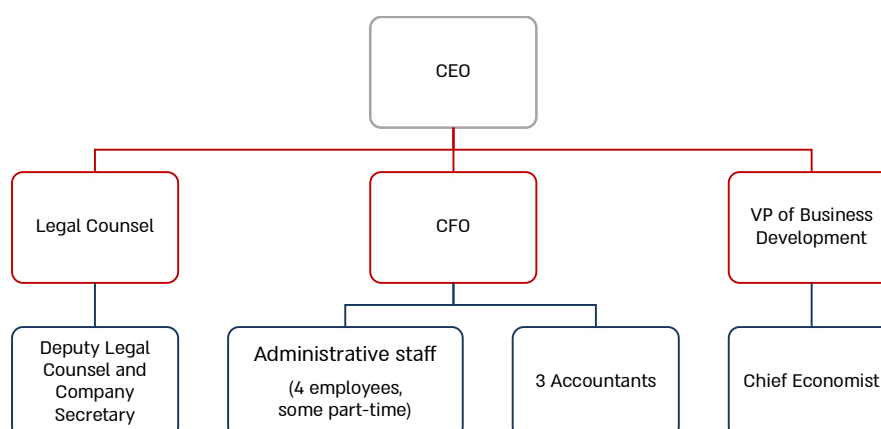 CEO
Legal Counsel
CFO
VP of Business
Development
Deputy Legal
Counsel and
Company
Secretary
Administrative staff
(4 employees,
some part-time)
3 Accountants
Chief Economist